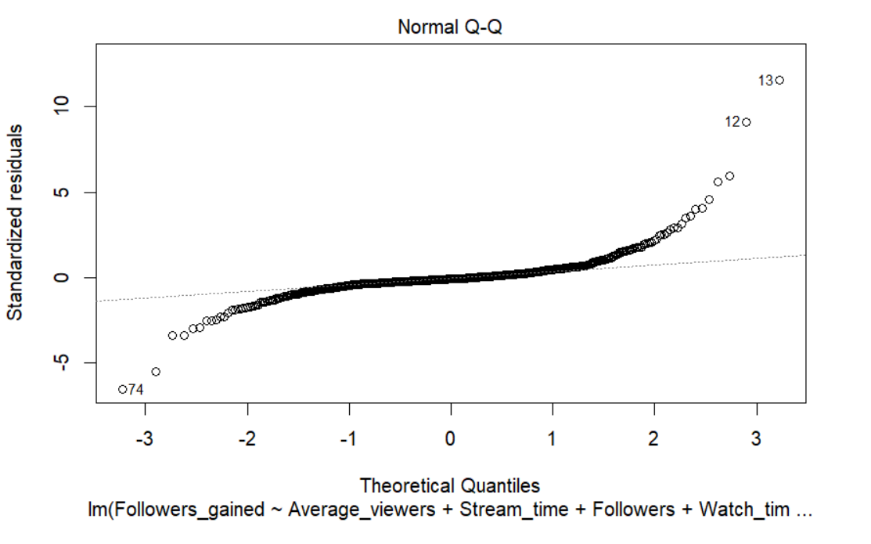 Normal Q-Q
Standardized residuals
10
5
0
-5
13
12
74
-3 -2 -1 0 1 2 3
Theoretical Quantiles
lm(Followers_gained ~ Average_viewers + Stream_time + Followers + Watch_tim ...